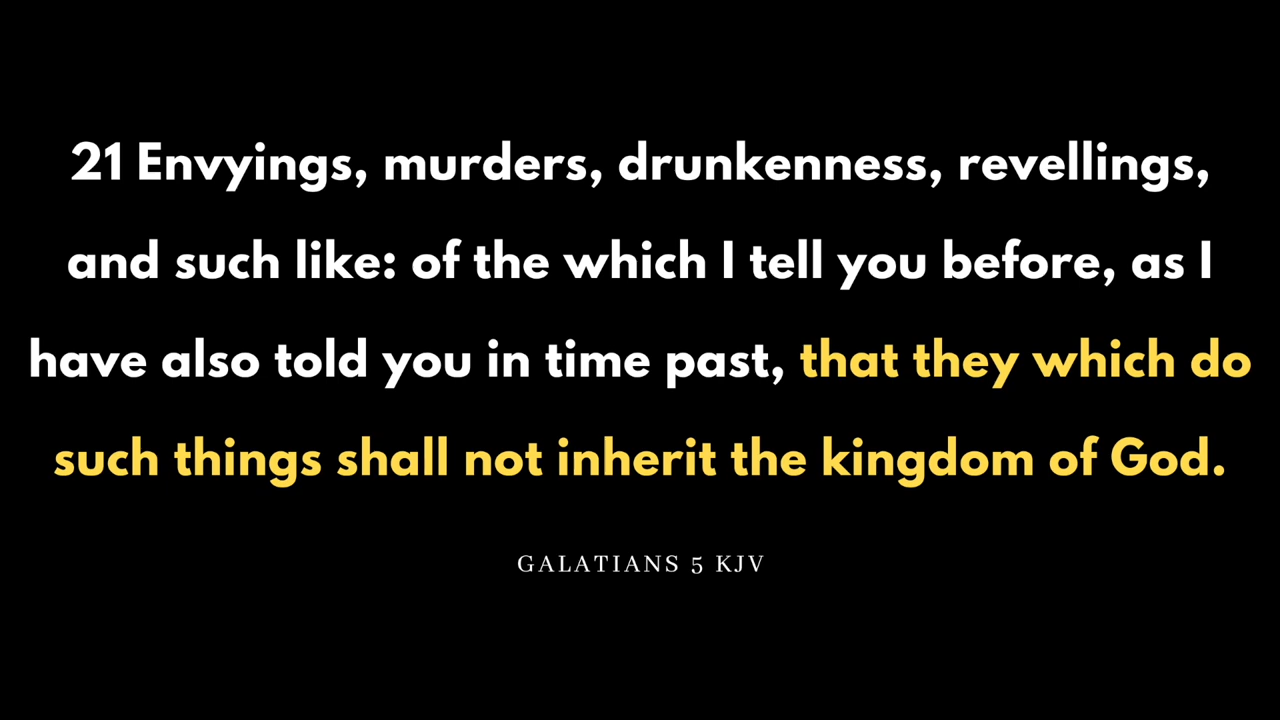 21 Envyings, murders, drunkenness, revellings,
and such like: of the which I tell you before, as I
have also told you in time past, that they which do
such things shall not inherit the kingdom of God.
GALATIANS 5 KJV